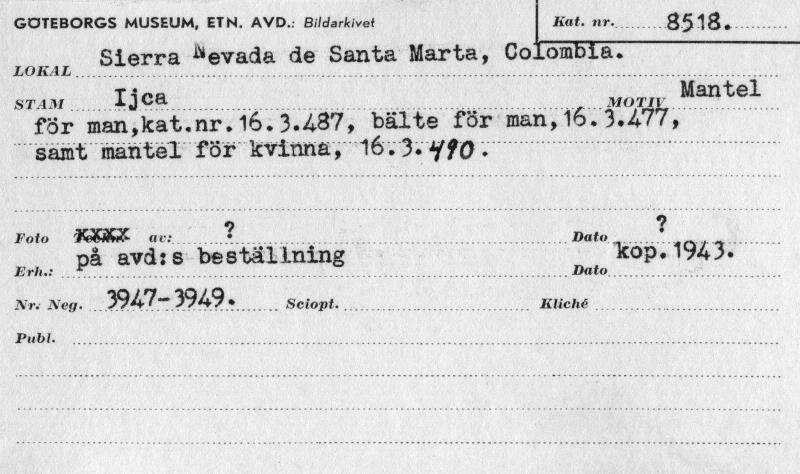 GÖTEBORGS MUSEUM, ETN. AVD.: Bildarkivet Kat. nr. 8518.
LOKAL Sierra Nevada de Santa Marta, Colombia.
STAM Ijca MOTIV Mantel
för man,kat.nr.16.3.487, bälte för man,16.3.477,
samt mantel för kvinna, 16.3.490.
Foto xxxx av: ? Dato ?
Erh.: på avd:s beställning Dato kop.1943.
Nr. Neg. 3947-3949. Sciopt. Kliché
Publ.